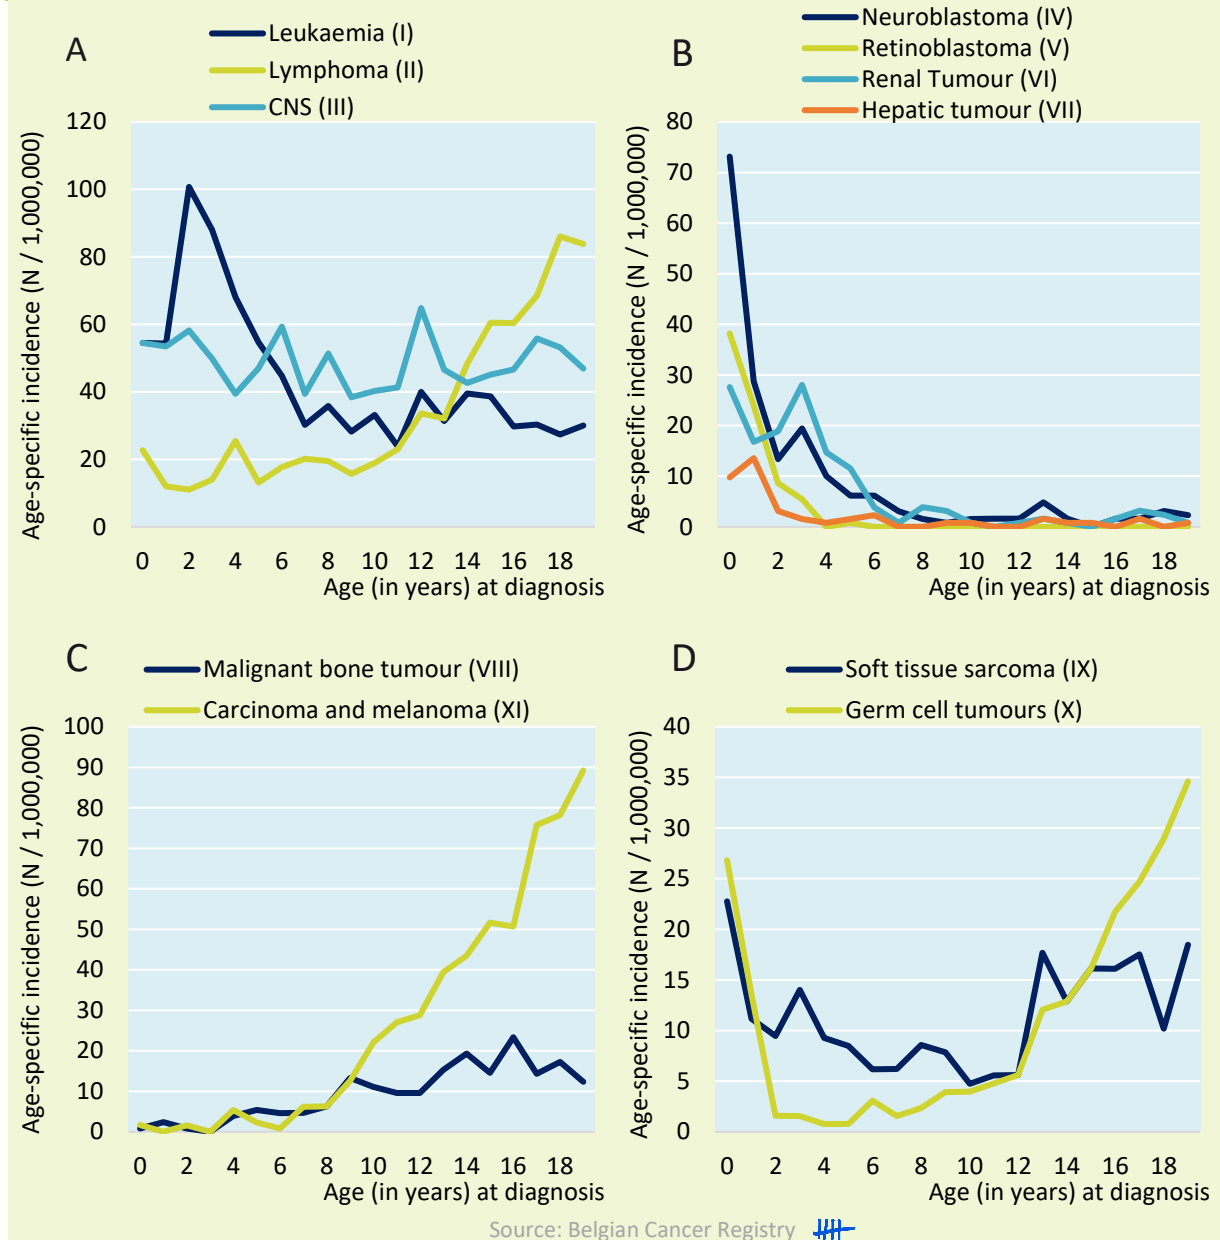 A
Leukaemia (I)
Lymphoma (II)
CNS (III)
Age-specific incidence (N / 1,000,000)
120
100
80
60
40
20
0
0 2 4 6 8 10 12 14 16 18
Age (in years) at diagnosis
B
Neuroblastoma (IV)
Retinoblastoma (V)
Renal Tumour (VI)
Hepatic tumour (VII)
Age-specific incidence (N / 1,000,000)
80
70
60
50
40
30
20
10
0
0 2 4 6 8 10 12 14 16 18
Age (in years) at diagnosis
C
Malignant bone tumour (VIII)
Carcinoma and melanoma (XI)
Age-specific incidence (N / 1,000,000)
100
90
80
70
60
50
40
30
20
10
0
0 2 4 6 8 10 12 14 16 18
Age (in years) at diagnosis
D
Soft tissue sarcoma (IX)
Germ cell tumours (X)
Age-specific incidence (N / 1,000,000)
40
35
30
25
20
15
10
5
0
0 2 4 6 8 10 12 14 16 18
Age (in years) at diagnosis
Source: Belgian Cancer Registry